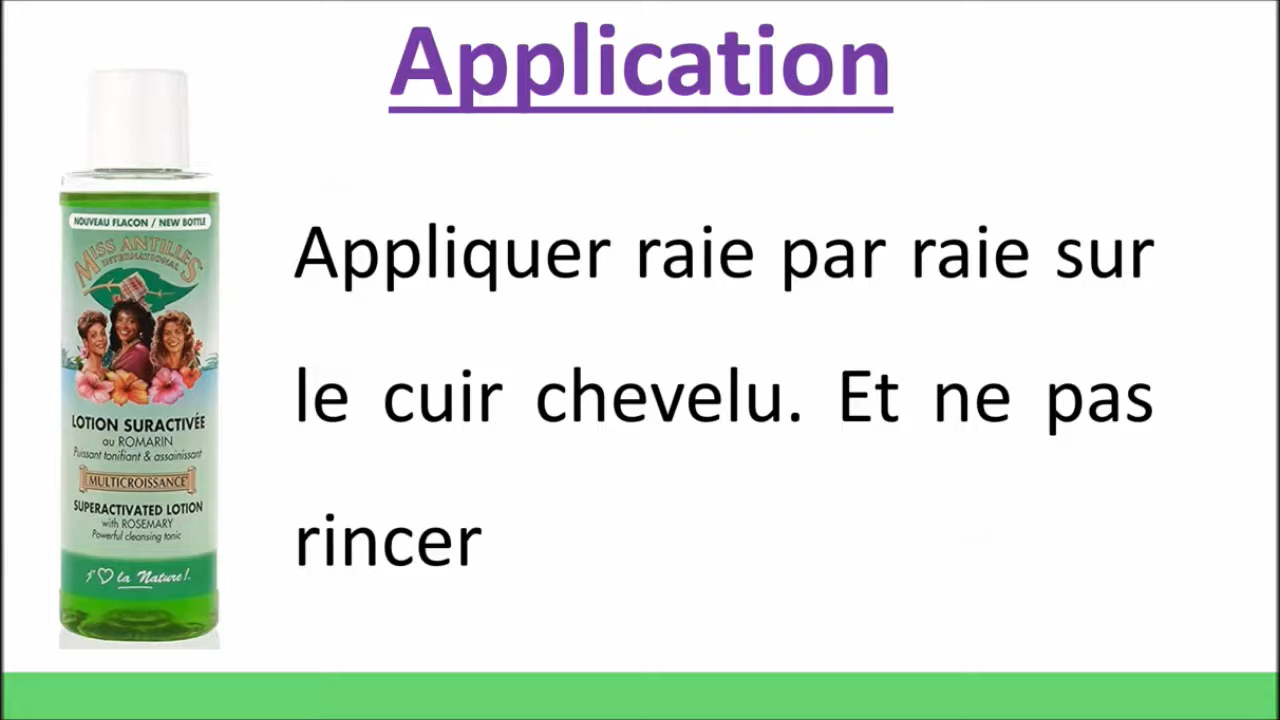 Application
NOUVEAU FLACON / NEW BOTTLE
MISS ANTILLES
INTERNATIONAL
Appliquer raie par raie sur
le cuir chevelu. Et ne pas
rincer
LOTION SURACTIVÉE
au ROMARIN
Puissant tonifiant & assainissant
MULTICROISSANCE
SUPERACTIVATED LOTION
with ROSEMARY
Powerful cleansing tonic
J'♡ la Nature!